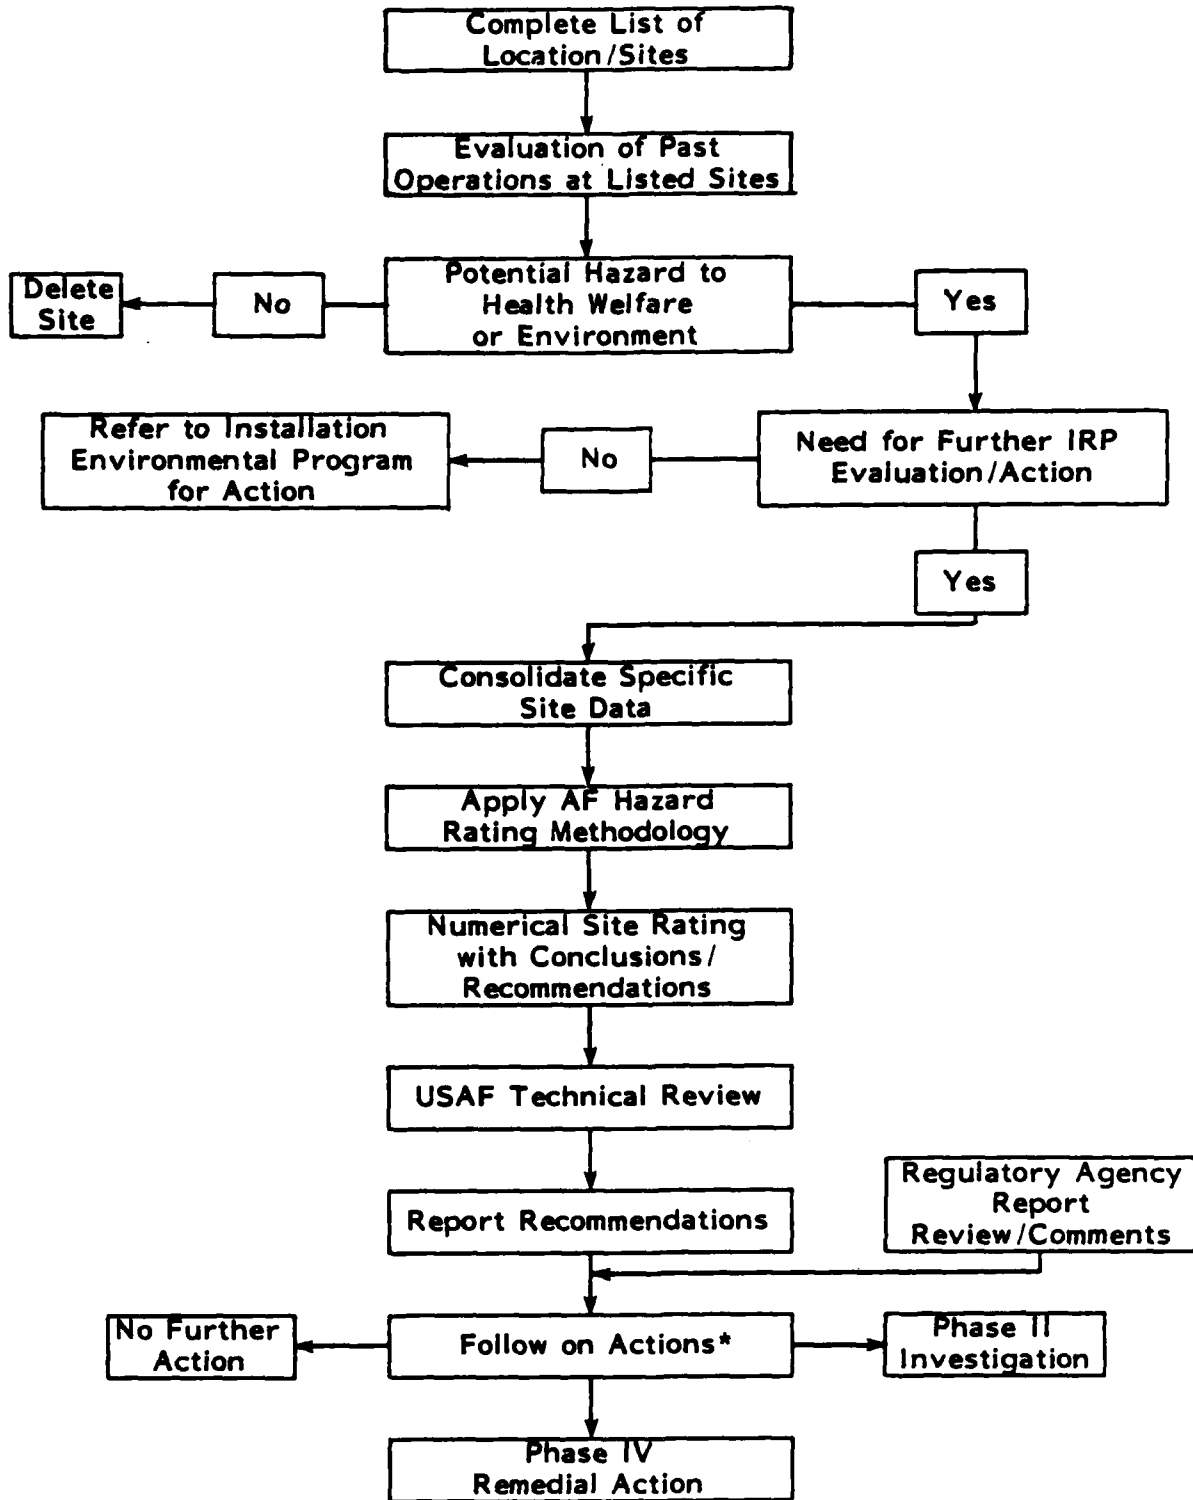 Complete List of
Location/Sites
Evaluation of Past
Operations at Listed Sites
Potential Hazard to
Health Welfare
or Environment
Delete
Site
No
Yes
Refer to Installation
Environmental Program
for Action
No
Need for Further IRP
Evaluation/Action
Yes
Consolidate Specific
Site Data
Apply AF Hazard
Rating Methodology
Numerical Site Rating
with Conclusions/
Recommendations
USAF Technical Review
Report Recommendations
Regulatory Agency
Report
Review/Comments
No Further
Action
Follow on Actions*
Phase II
Investigation
Phase IV
Remedial Action